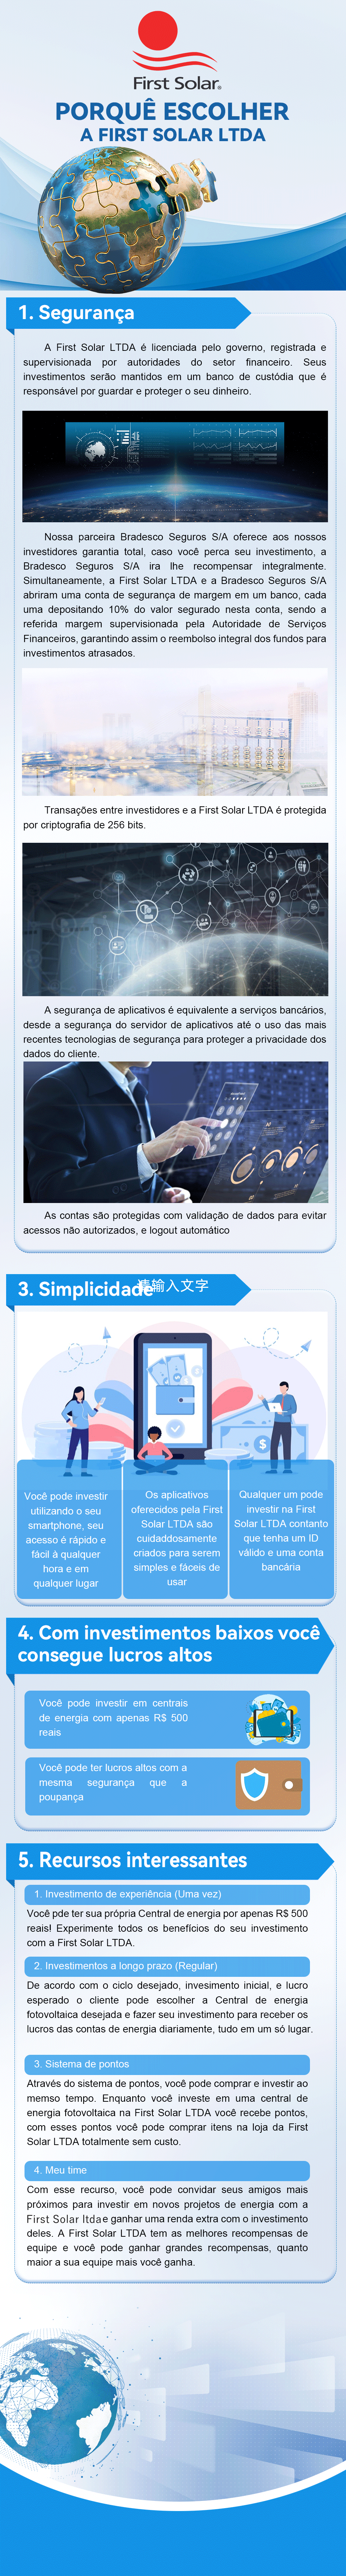 First Solar®
PORQUÊ ESCOLHER
A FIRST SOLAR LTDA
1. Segurança
A First Solar LTDA é licenciada pelo governo, registrada e
supervisionada por autoridades do setor financeiro. Seus
investimentos serão mantidos em um banco de custódia que é
responsável por guardar e proteger o seu dinheiro.
Nossa parceira Bradesco Seguros S/A oferece aos nossos
investidores garantia total, caso você perca seu investimento, a
Bradesco Seguros S/A ira lhe recompensar integralmente.
Simultaneamente, a First Solar LTDA e a Bradesco Seguros S/A
abriram uma conta de segurança de margem em um banco, cada
uma depositando 10% do valor segurado nesta conta, sendo a
referida margem supervisionada pela Autoridade de Serviços
Financeiros, garantindo assim o reembolso integral dos fundos para
investimentos atrasados.
Transações entre investidores e a First Solar LTDA é protegida
por criptografia de 256 bits.
A segurança de aplicativos é equivalente a serviços bancários,
desde a segurança do servidor de aplicativos até o uso das mais
recentes tecnologias de segurança para proteger a privacidade dos
dados do cliente.
As contas são protegidas com validação de dados para evitar
acessos não autorizados, e logout automático
3. Simplicidade
请输入文字
Você pode investir
utilizando o seu
smartphone, seu
acesso é rápido e
fácil à qualquer
hora e em
qualquer lugar
Os aplicativos
oferecidos pela First
Solar LTDA são
cuidaddosamente
criados para serem
simples e fáceis de
usar
Qualquer um pode
investir na First
Solar LTDA contanto
que tenha um ID
válido e uma conta
bancária
4. Com investimentos baixos você
consegue lucros altos
Você pode investir em centrais
de energia com apenas R$ 500
reais
Você pode ter lucros altos com a
mesma segurança que a
poupança
5. Recursos interessantes
1. Investimento de experiência (Uma vez)
Você pde ter sua própria Central de energia por apenas R$ 500
reais! Experimente todos os benefícios do seu investimento
com a First Solar LTDA.
2. Investimentos a longo prazo (Regular)
De acordo com o ciclo desejado, invesimento inicial, e lucro
esperado o cliente pode escolher a Central de energia
fotovoltaica desejada e fazer seu investimento para receber os
lucros das contas de energia diariamente, tudo em um só lugar.
3. Sistema de pontos
Através do sistema de pontos, você pode comprar e investir ao
memso tempo. Enquanto você investe em uma central de
energia fotovoltaica na First Solar LTDA você recebe pontos,
com esses pontos você pode comprar itens na loja da First
Solar LTDA totalmente sem custo.
4. Meu time
Com esse recurso, você pode convidar seus amigos mais
próximos para investir em novos projetos de energia com a
First Solar ltda e ganhar uma renda extra com o investimento
deles. A First Solar LTDA tem as melhores recompensas de
equipe e você pode ganhar grandes recompensas, quanto
maior a sua equipe mais você ganha.